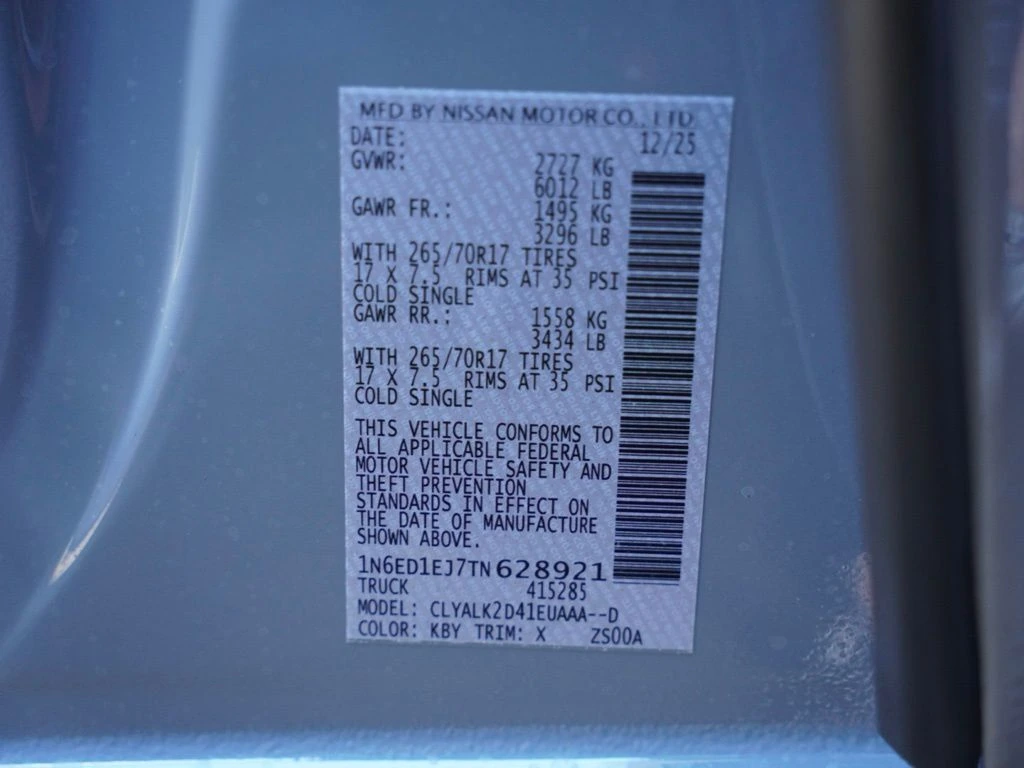 MFD BY NISSAN MOTOR CO., LTD.
DATE: 12/25
GVWR: 2727 KG
6012 LB
GAWR FR.: 1495 KG
3296 LB
WITH 265/70R17 TIRES
17 X 7.5 RIMS AT 35 PSI
COLD SINGLE
GAWR RR.: 1558 KG
3434 LB
WITH 265/70R17 TIRES
17 X 7.5 RIMS AT 35 PSI
COLD SINGLE
THIS VEHICLE CONFORMS TO
ALL APPLICABLE FEDERAL
MOTOR VEHICLE SAFETY AND
THEFT PREVENTION
STANDARDS IN EFFECT ON
THE DATE OF MANUFACTURE
SHOWN ABOVE.
1N6ED1EJ7TN628921
TRUCK 415285
MODEL: CLYALK2D41EUAAA--D
COLOR: KBY TRIM: X ZS00A